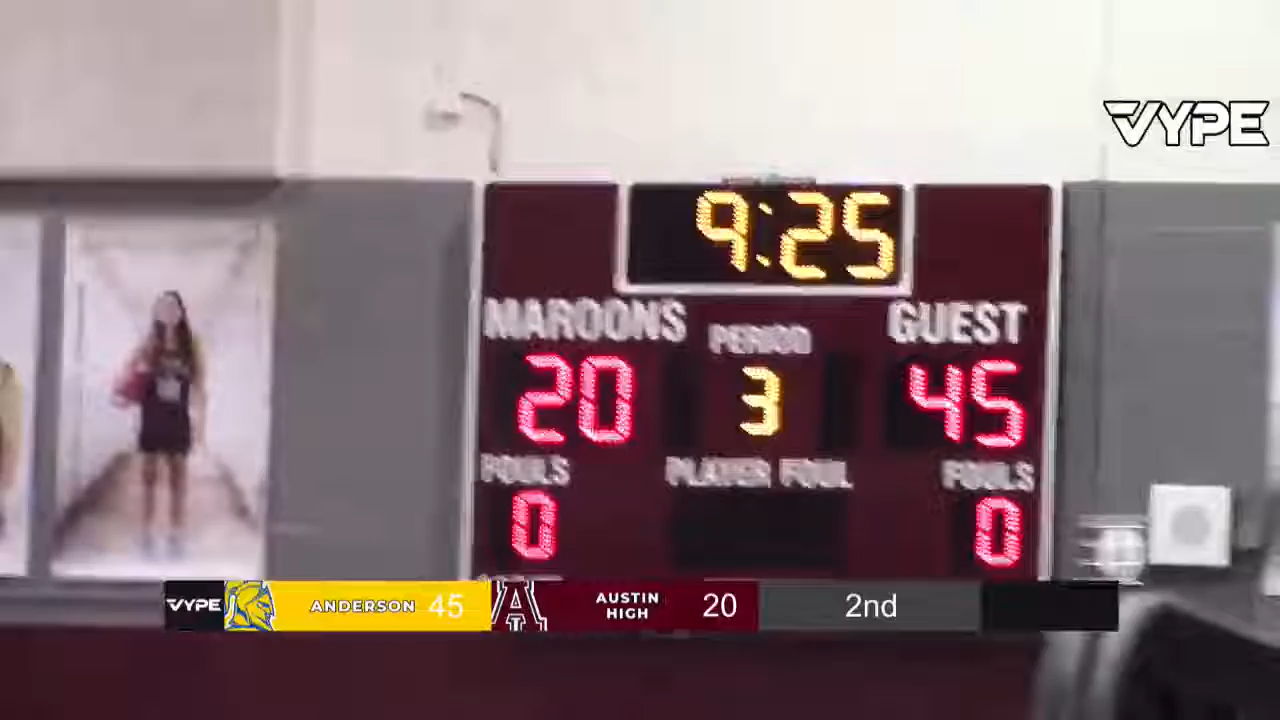 VYPE
9:25
MAROONS
PERIOD
GUEST
20
3
45
FOULS
PLAYER FOUL
FOULS
0
0
VYPE
ANDERSON 45
A
AUSTIN
HIGH
20
2nd